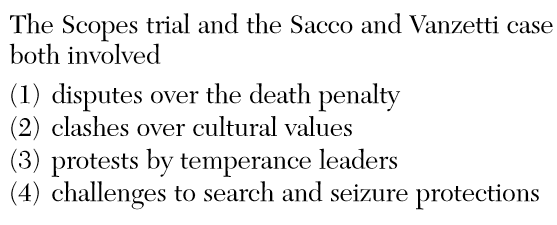 The Scopes trial and the Sacco and Vanzetti case
both involved
(1) disputes over the death penalty
(2) clashes over cultural values
(3) protests by temperance leaders
(4) challenges to search and seizure protections